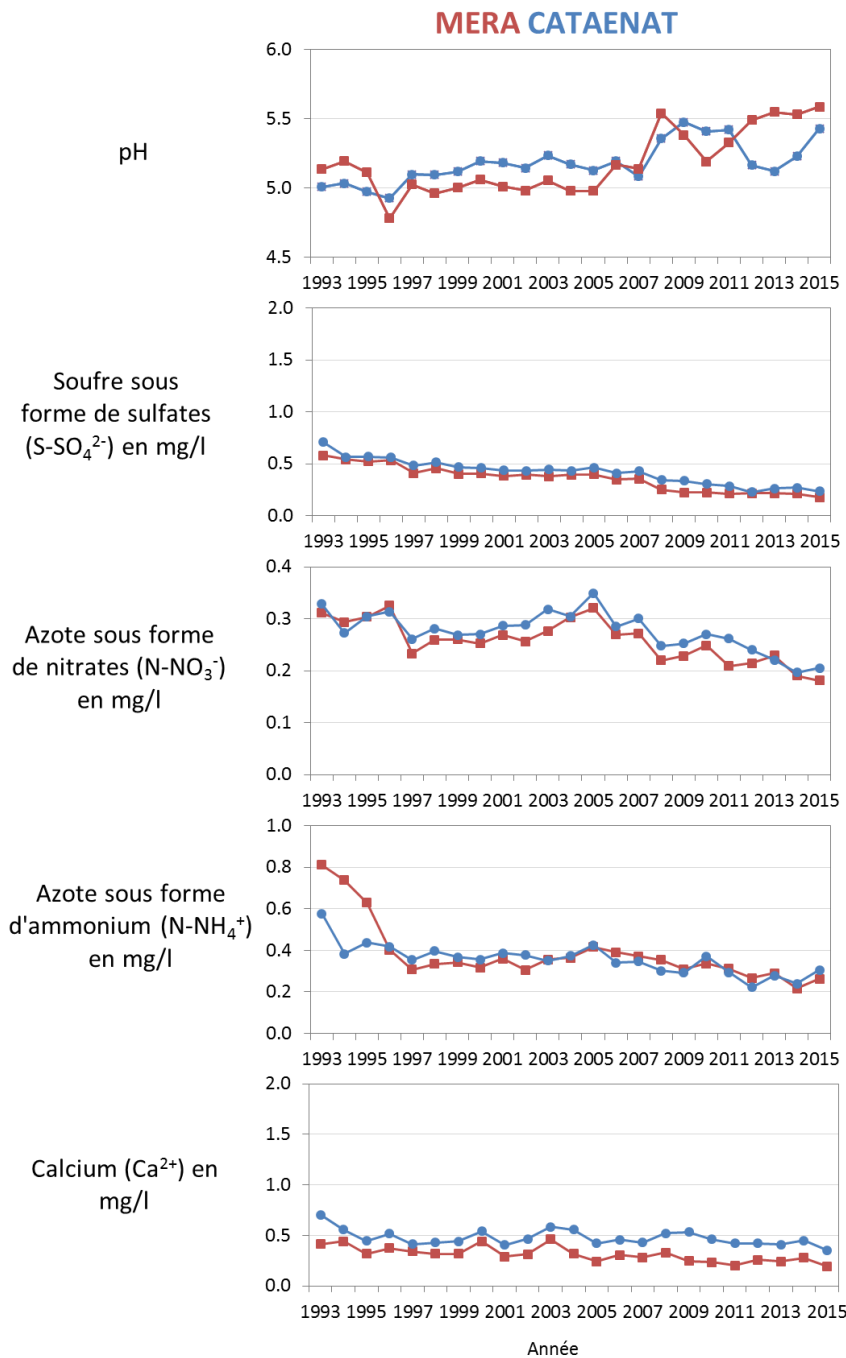 MERA CATAENAT
pH
6.0
5.5
5.0
4.5
1993 1995 1997 1999 2001 2003 2005 2007 2009 2011 2013 2015
Soufre sous
forme de sulfates
(S-SO₄²⁻) en mg/l
2.0
1.5
1.0
0.5
0.0
1993 1995 1997 1999 2001 2003 2005 2007 2009 2011 2013 2015
Azote sous forme
de nitrates (N-NO₃⁻)
en mg/l
0.4
0.3
0.2
0.1
0.0
1993 1995 1997 1999 2001 2003 2005 2007 2009 2011 2013 2015
Azote sous forme
d'ammonium (N-NH₄⁺)
en mg/l
1.0
0.8
0.6
0.4
0.2
0.0
1993 1995 1997 1999 2001 2003 2005 2007 2009 2011 2013 2015
Calcium (Ca²⁺) en
mg/l
2.0
1.5
1.0
0.5
0.0
1993 1995 1997 1999 2001 2003 2005 2007 2009 2011 2013 2015
Année